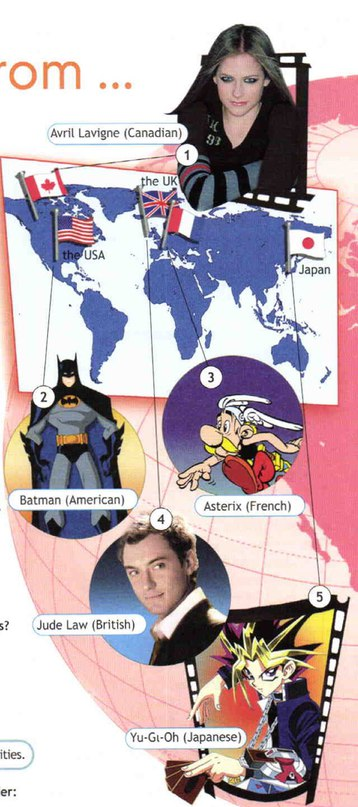 rom ...
Avril Lavigne (Canadian)
1
the UK
the USA
Japan
3
2
Batman (American)
Asterix (French)
4
5
s?
Jude Law (British)
Yu-Gi-Oh (Japanese)
ities.
er: